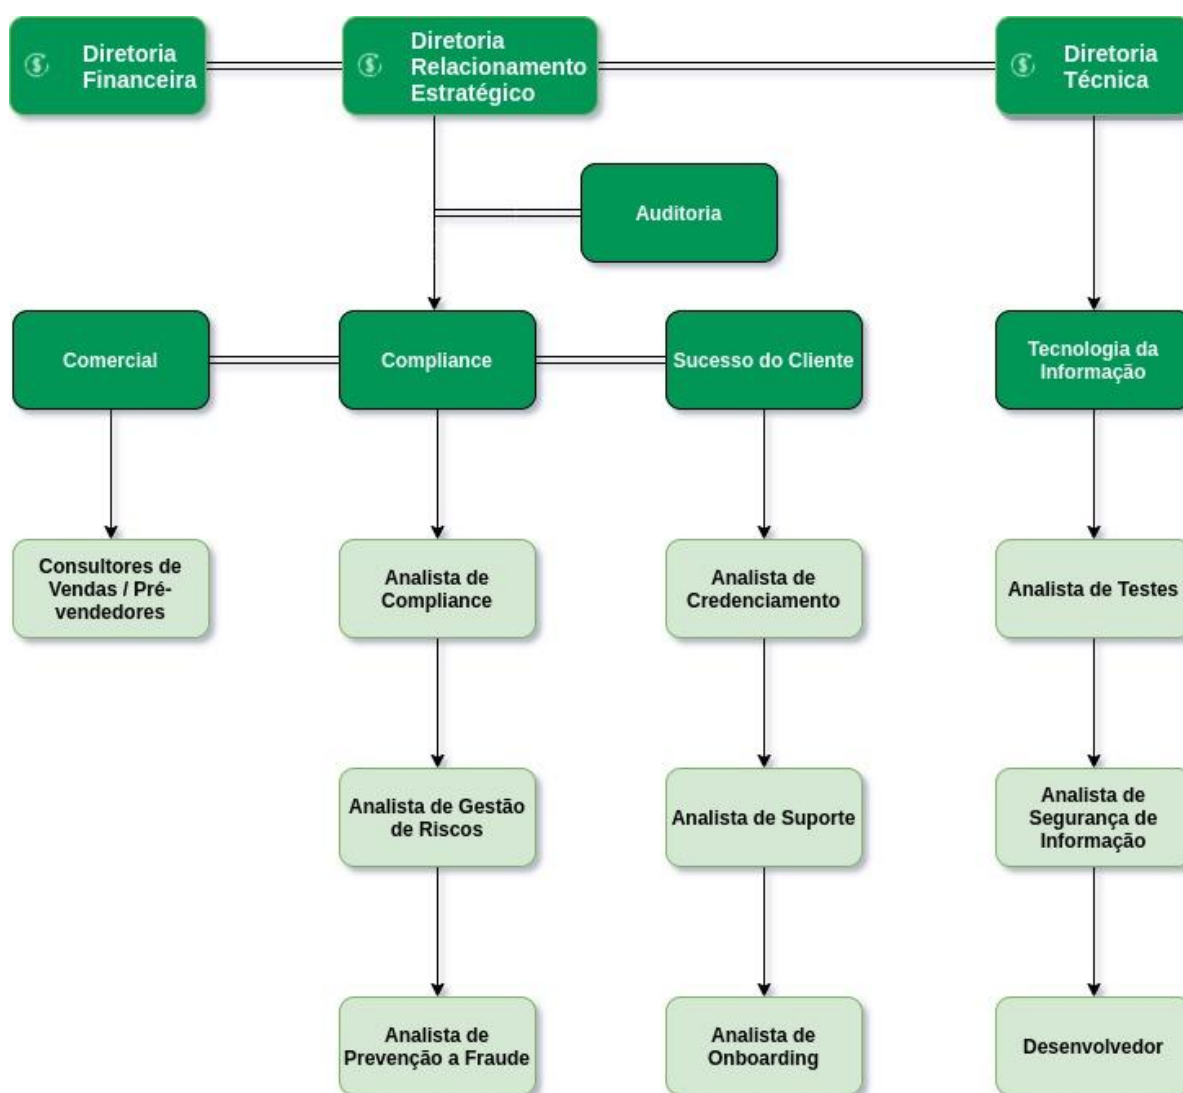 Diretoria
Financeira
Diretoria
Relacionamento
Estratégico
Diretoria
Técnica
Auditoria
Comercial
Compliance
Sucesso do Cliente
Tecnologia da
Informação
Consultores de
Vendas / Pré-
vendedores
Analista de
Compliance
Analista de
Credenciamento
Analista de Testes
Analista de Gestão
de Riscos
Analista de Suporte
Analista de
Segurança de
Informação
Analista de
Prevenção a Fraude
Analista de
Onboarding
Desenvolvedor